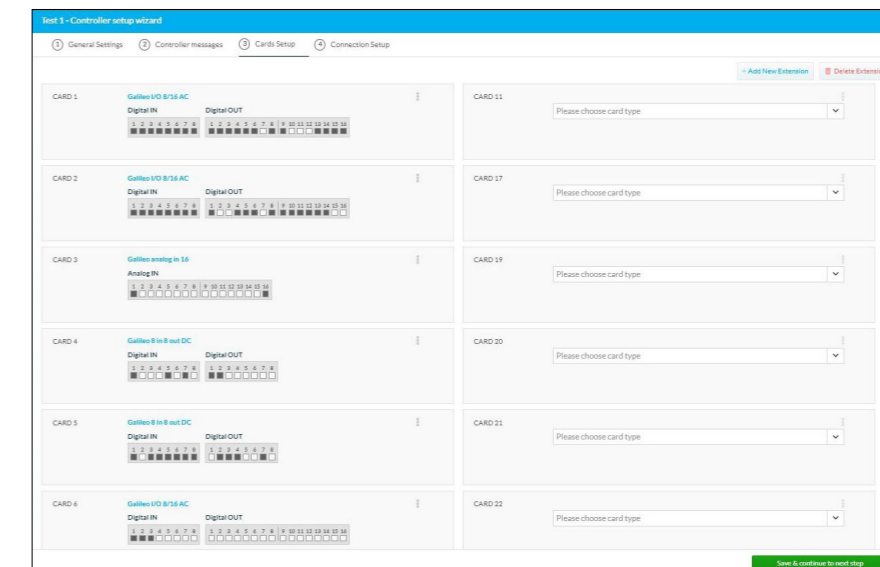 Test 1 - Controller setup wizard
1 General Settings 2 Controller messages 3 Cards Setup 4 Connection Setup
+ Add New Extension Delete Extensi
CARD 1 Galileo I/O 8/16 AC
Digital IN Digital OUT
1 2 3 4 5 6 7 8 1 2 3 4 5 6 7 8 9 10 11 12 13 14 15 16
CARD 11
Please choose card type
CARD 2 Galileo I/O 8/16 AC
Digital IN Digital OUT
1 2 3 4 5 6 7 8 1 2 3 4 5 6 7 8 9 10 11 12 13 14 15 16
CARD 17
Please choose card type
CARD 3 Galileo analog in 16
Analog IN
1 2 3 4 5 6 7 8 9 10 11 12 13 14 15 16
CARD 19
Please choose card type
CARD 4 Galileo 8 in 8 out DC
Digital IN Digital OUT
1 2 3 4 5 6 7 8 1 2 3 4 5 6 7 8
CARD 20
Please choose card type
CARD 5 Galileo 8 in 8 out DC
Digital IN Digital OUT
1 2 3 4 5 6 7 8 1 2 3 4 5 6 7 8
CARD 21
Please choose card type
CARD 6 Galileo I/O 8/16 AC
Digital IN Digital OUT
1 2 3 4 5 6 7 8 1 2 3 4 5 6 7 8 9 10 11 12 13 14 15 16
CARD 22
Please choose card type
Save & continue to next step